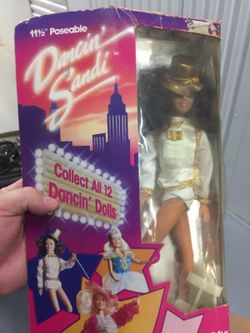 11½" Poseable
Dancin'
Sandi
Collect All 12
Dancin' Dolls